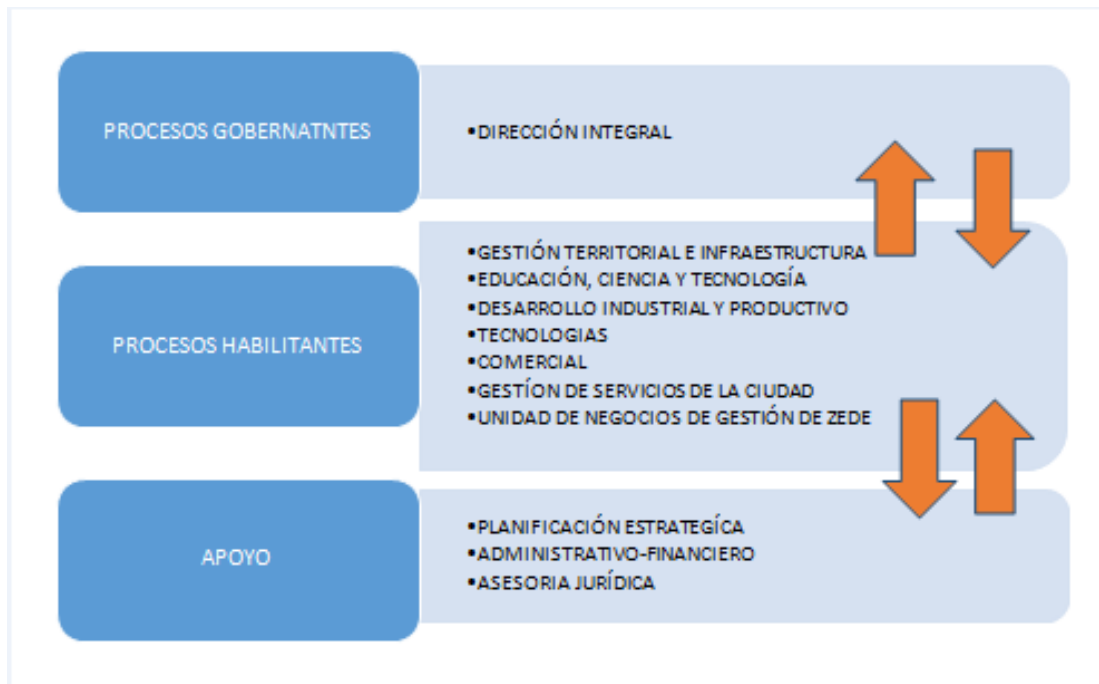 PROCESOS GOBERNATNTES
•DIRECCIÓN INTEGRAL
PROCESOS HABILITANTES
•GESTIÓN TERRITORIAL E INFRAESTRUCTURA
•EDUCACIÓN, CIENCIA Y TECNOLOGÍA
•DESARROLLO INDUSTRIAL Y PRODUCTIVO
•TECNOLOGIAS
•COMERCIAL
•GESTÍON DE SERVICIOS DE LA CIUDAD
•UNIDAD DE NEGOCIOS DE GESTIÓN DE ZEDE
APOYO
•PLANIFICACIÓN ESTRATEGÍCA
•ADMINISTRATIVO-FINANCIERO
•ASESORIA JURÍDICA